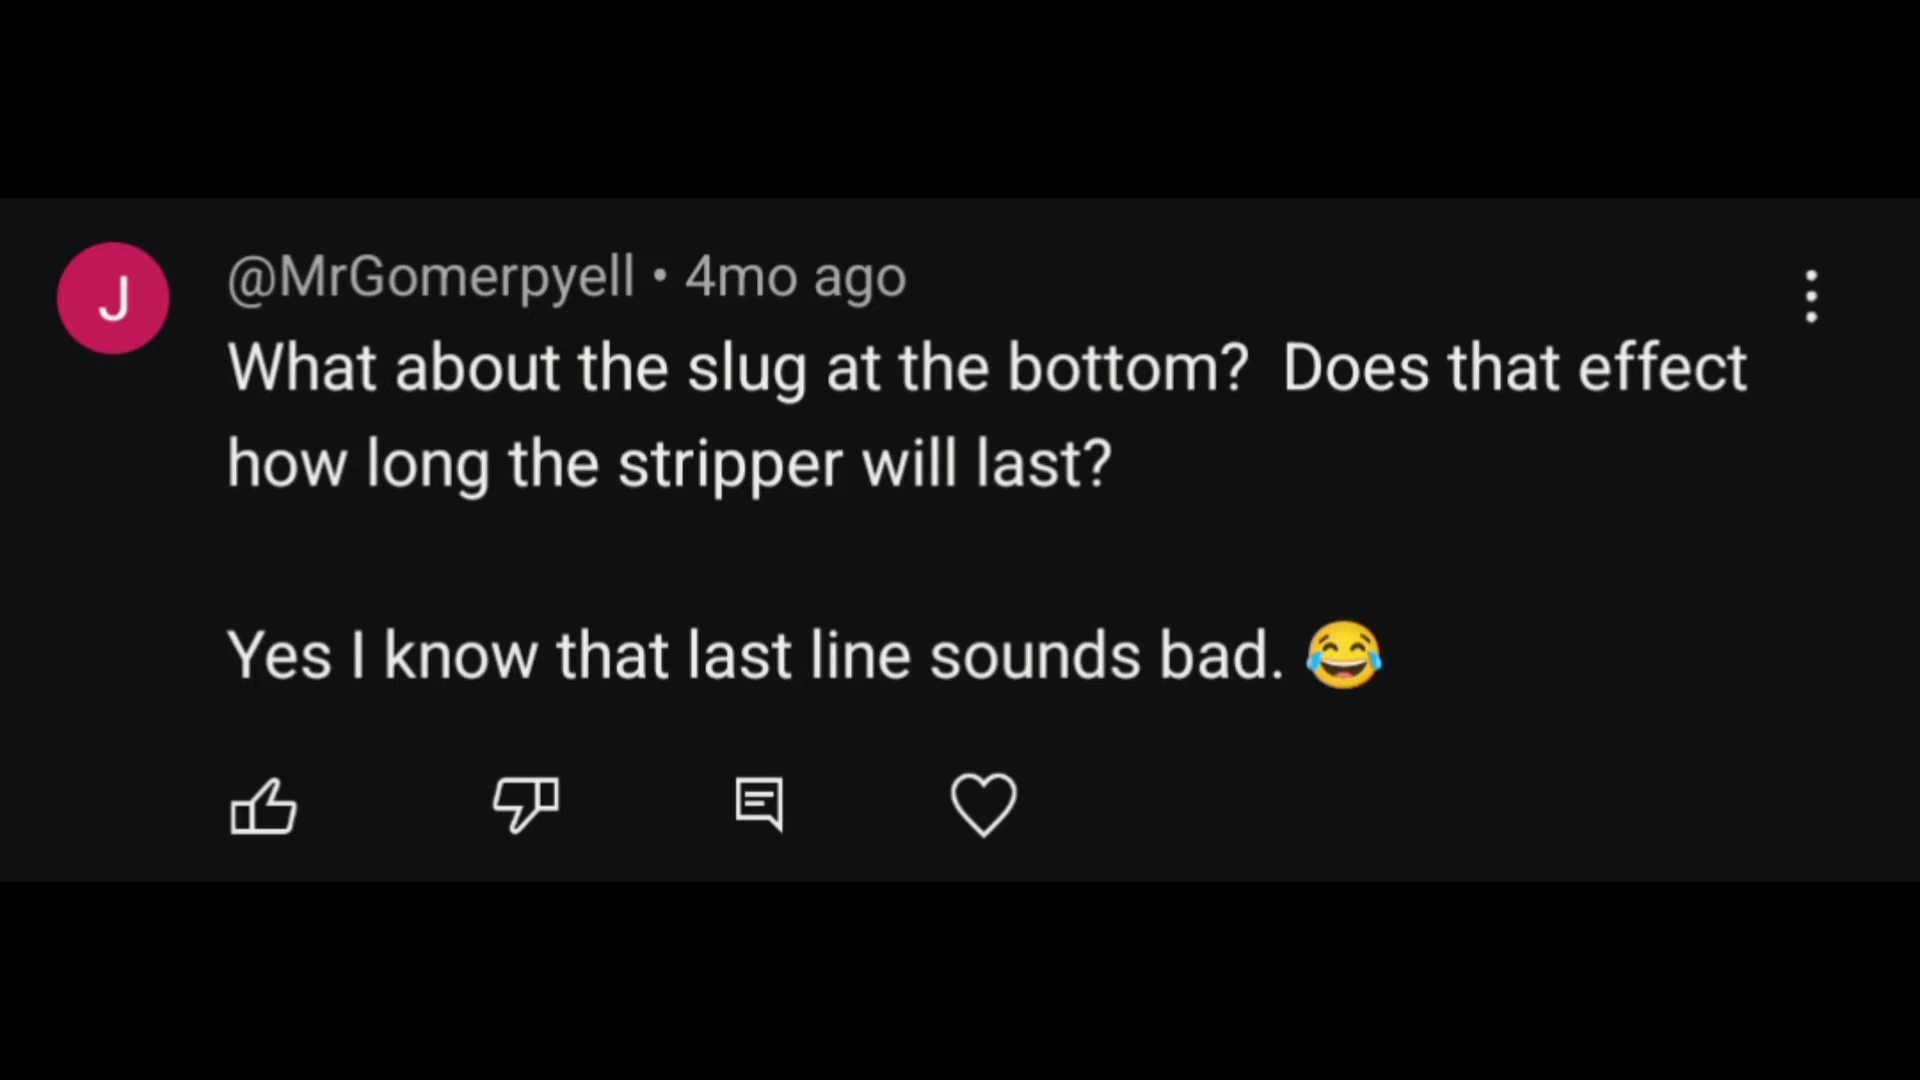 J
@MrGomerpyell • 4mo ago
What about the slug at the bottom?  Does that effect
how long the stripper will last?
Yes I know that last line sounds bad. 😂